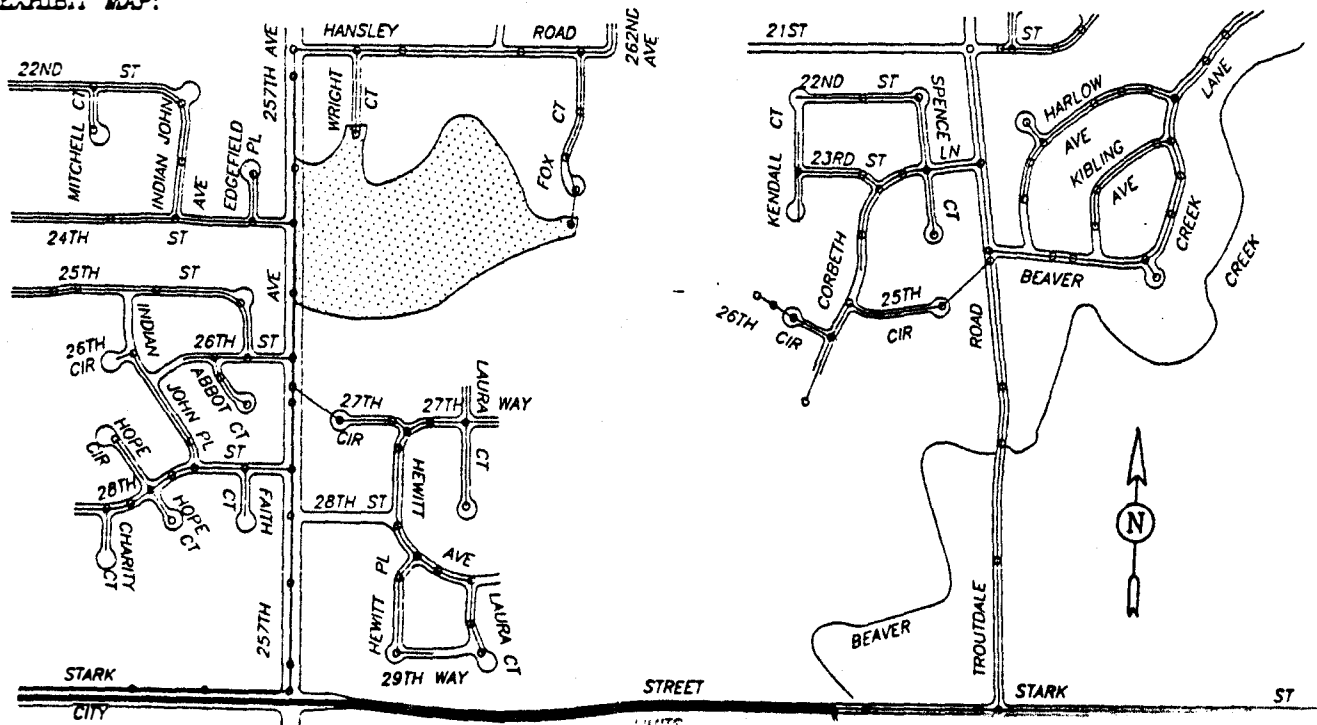 EXHIBIT MAP:
HANSLEY ROAD
262ND AVE
257TH AVE
22ND ST
MITCHELL CT
INDIAN JOHN AVE
EDGEFIELD PL
WRIGHT CT
FOX CT
24TH ST
25TH ST
AVE
INDIAN JOHN PL
26TH CIR
26TH ST
ABBOT CT
HOPE CIR
28TH ST
HOPE CT
FAITH CT
CHARITY CT
257TH
27TH CIR
27TH WAY
LAURA CT
HEWITT AVE
28TH ST
HEWITT PL
LAURA CT
29TH WAY
21ST ST
22ND ST
SPENCE LN
KENDALL CT
23RD ST
CT
CORBETH
25TH CIR
26TH CIR
HARLOW AVE
KIBLING AVE
BEAVER CREEK LANE
CREEK
TROUTDALE ROAD
BEAVER
N
STARK STREET
STARK ST
CITY LIMITS